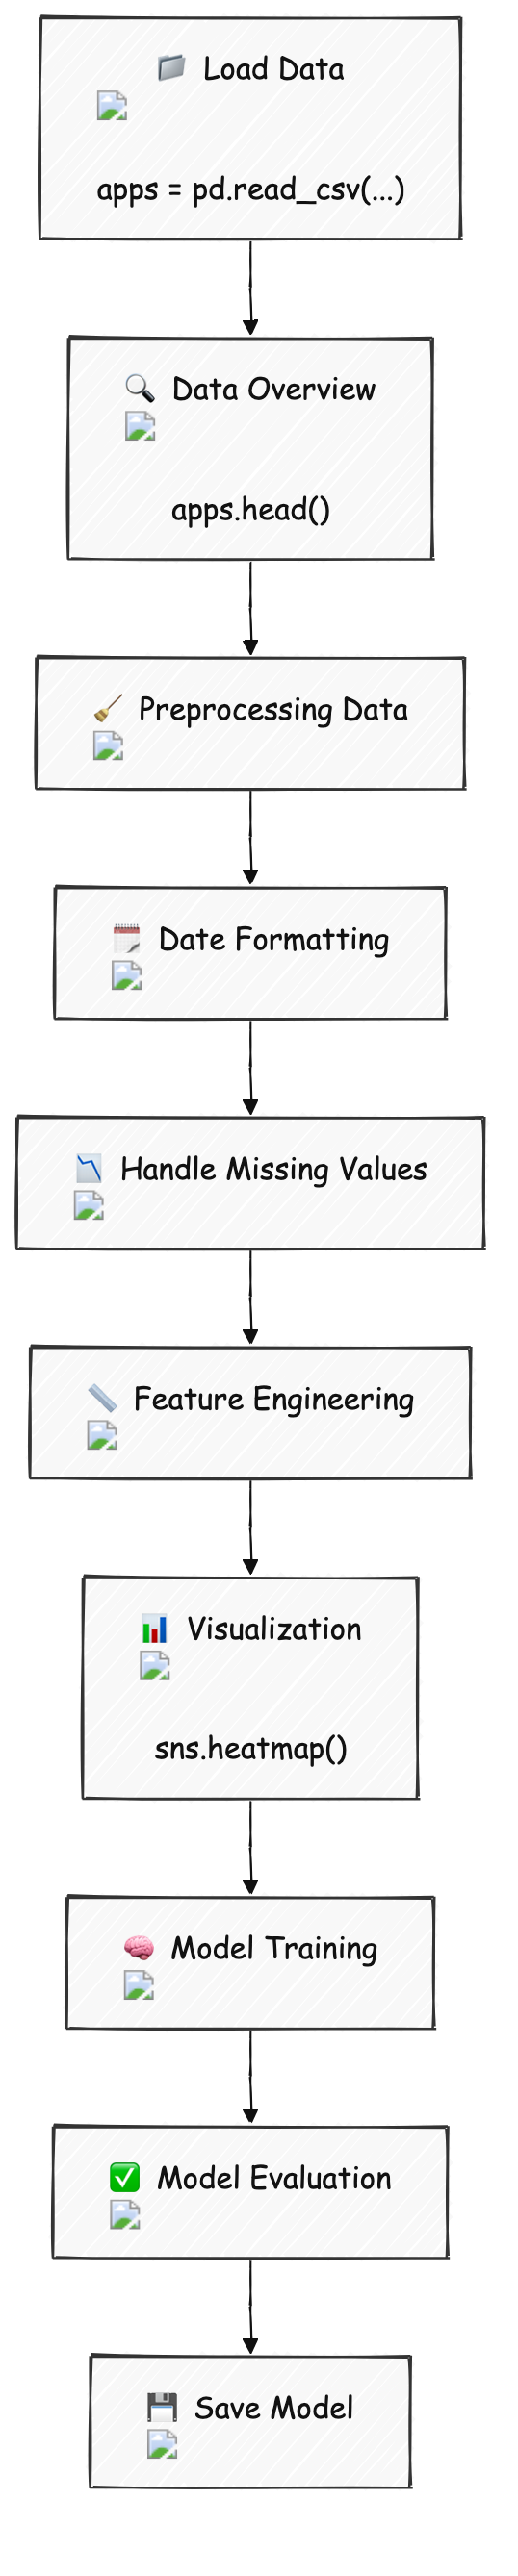 📁 Load Data
apps = pd.read_csv(...)
🔍 Data Overview
apps.head()
🧹 Preprocessing Data
🗓️ Date Formatting
📉 Handle Missing Values
📏 Feature Engineering
📊 Visualization
sns.heatmap()
🧠 Model Training
✅ Model Evaluation
💾 Save Model